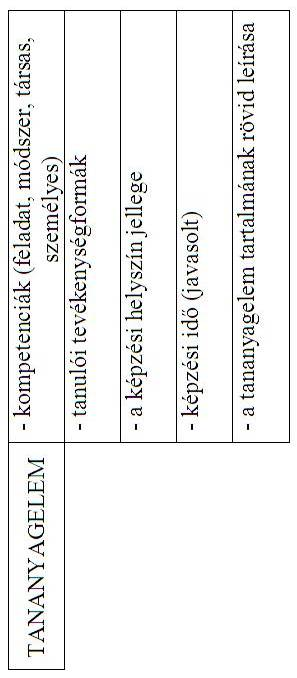 TANANYAGELEM
- kompetenciák (feladat, módszer, társas,
személyes)
- tanulói tevékenységformák
- a képzési helyszín jellege
- képzési idő (javasolt)
- a tananyagelem tartalmának rövid leírása